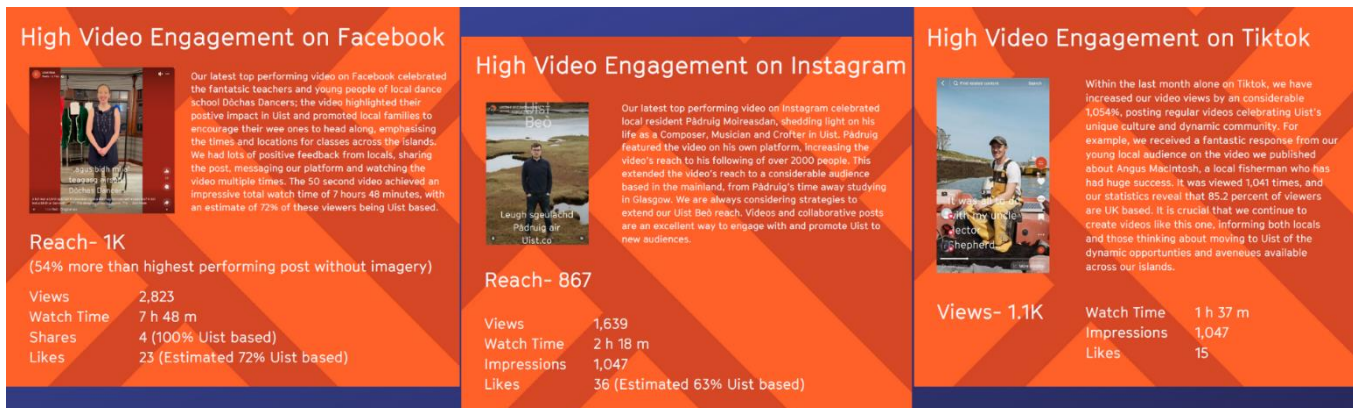 High Video Engagement on Facebook
Our latest top performing video on Facebook celebrated
the fantatsic teachers and young people of local dance
school Dòchas Dancers; the video highlighted their
postive impact in Uist and promoted local families to
encourage their wee ones to head along, emphasising
the times and locations for classes across the islands.
We had lots of positive feedback from locals, sharing
the post, messaging our platform and watching the
video multiple times. The 50 second video achieved an
impressive total watch time of 7 hours 48 minutes, with
an estimate of 72% of these viewers being Uist based.
...agus bidh mi a'
teagasg airson
Dòchas Dancers
Reach- 1K
(54% more than highest performing post without imagery)
Views 2,823
Watch Time 7 h 48 m
Shares 4 (100% Uist based)
Likes 23 (Estimated 72% Uist based)
High Video Engagement on Instagram
Uist
Beò
Leugh sgeulachd
Pàdruig air
Uist.co
Our latest top performing video on Instagram celebrated
local resident Pàdruig Moireasdan, shedding light on his
life as a Composer, Musician and Crofter in Uist. Pàdruig
featured the video on his own platform, increasing the
video's reach to his following of over 2000 people. This
extended the video's reach to a considerable audience
based in the mainland, from Pàdruig's time away studying
in Glasgow. We are always considering strategies to
extend our Uist Beò reach. Videos and collaborative posts
are an excellent way to engage with and promote Uist to
new audiences.
Reach- 867
Views 1,639
Watch Time 2 h 18 m
Impressions 1,047
Likes 36 (Estimated 63% Uist based)
High Video Engagement on Tiktok
It was all to do
with my uncle
Hector
Shepherd
Within the last month alone on Tiktok, we have
increased our video views by an considerable
1,054%, posting regular videos celebrating Uist's
unique culture and dynamic community. For
example, we received a fantastic response from our
young local audience on the video we published
about Angus MacIntosh, a local fisherman who has
had huge success. It was viewed 1,041 times, and
our statistics reveal that 85.2 percent of viewers
are UK based. It is crucial that we continue to
create videos like this one, informing both locals
and those thinking about moving to Uist of the
dynamic opportunties and aveneues available
across our islands.
Views- 1.1K
Watch Time 1 h 37 m
Impressions 1,047
Likes 15